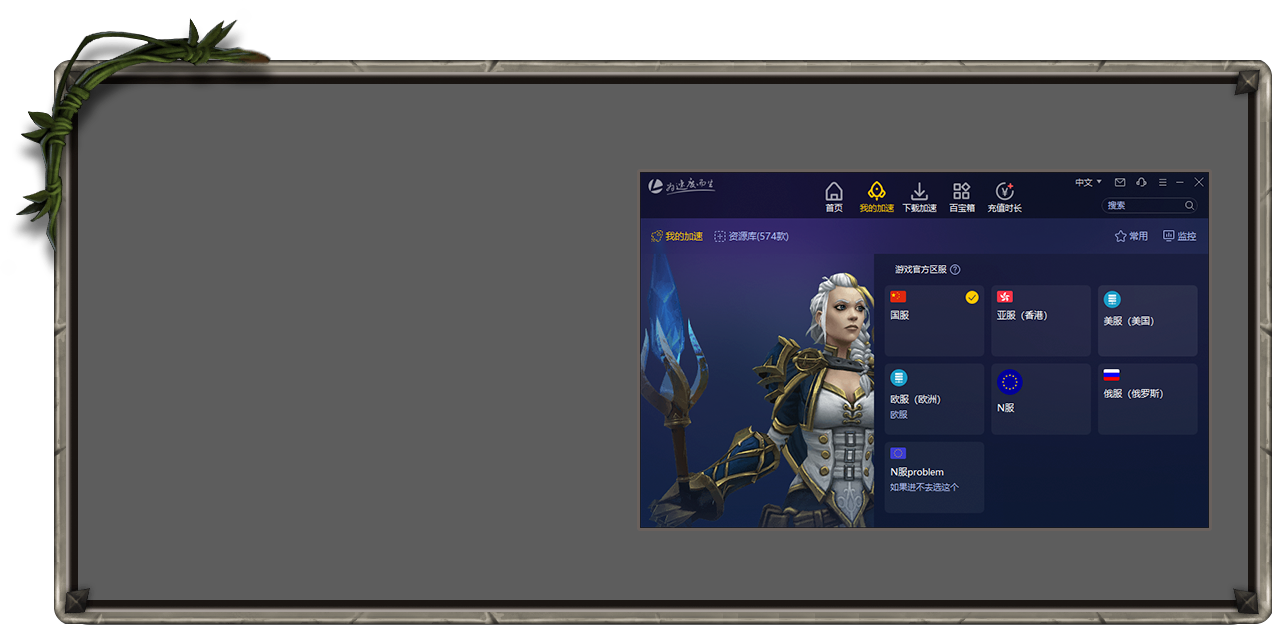 为速度而生
中文
首页
我的加速
下载加速
百宝箱
充值时长
搜索
我的加速
资源库(574款)
常用
监控
游戏官方区服
国服
亚服（香港）
美服（美国）
欧服（欧洲）
欧服
N服
俄服（俄罗斯）
N服problem
如果进不去选这个